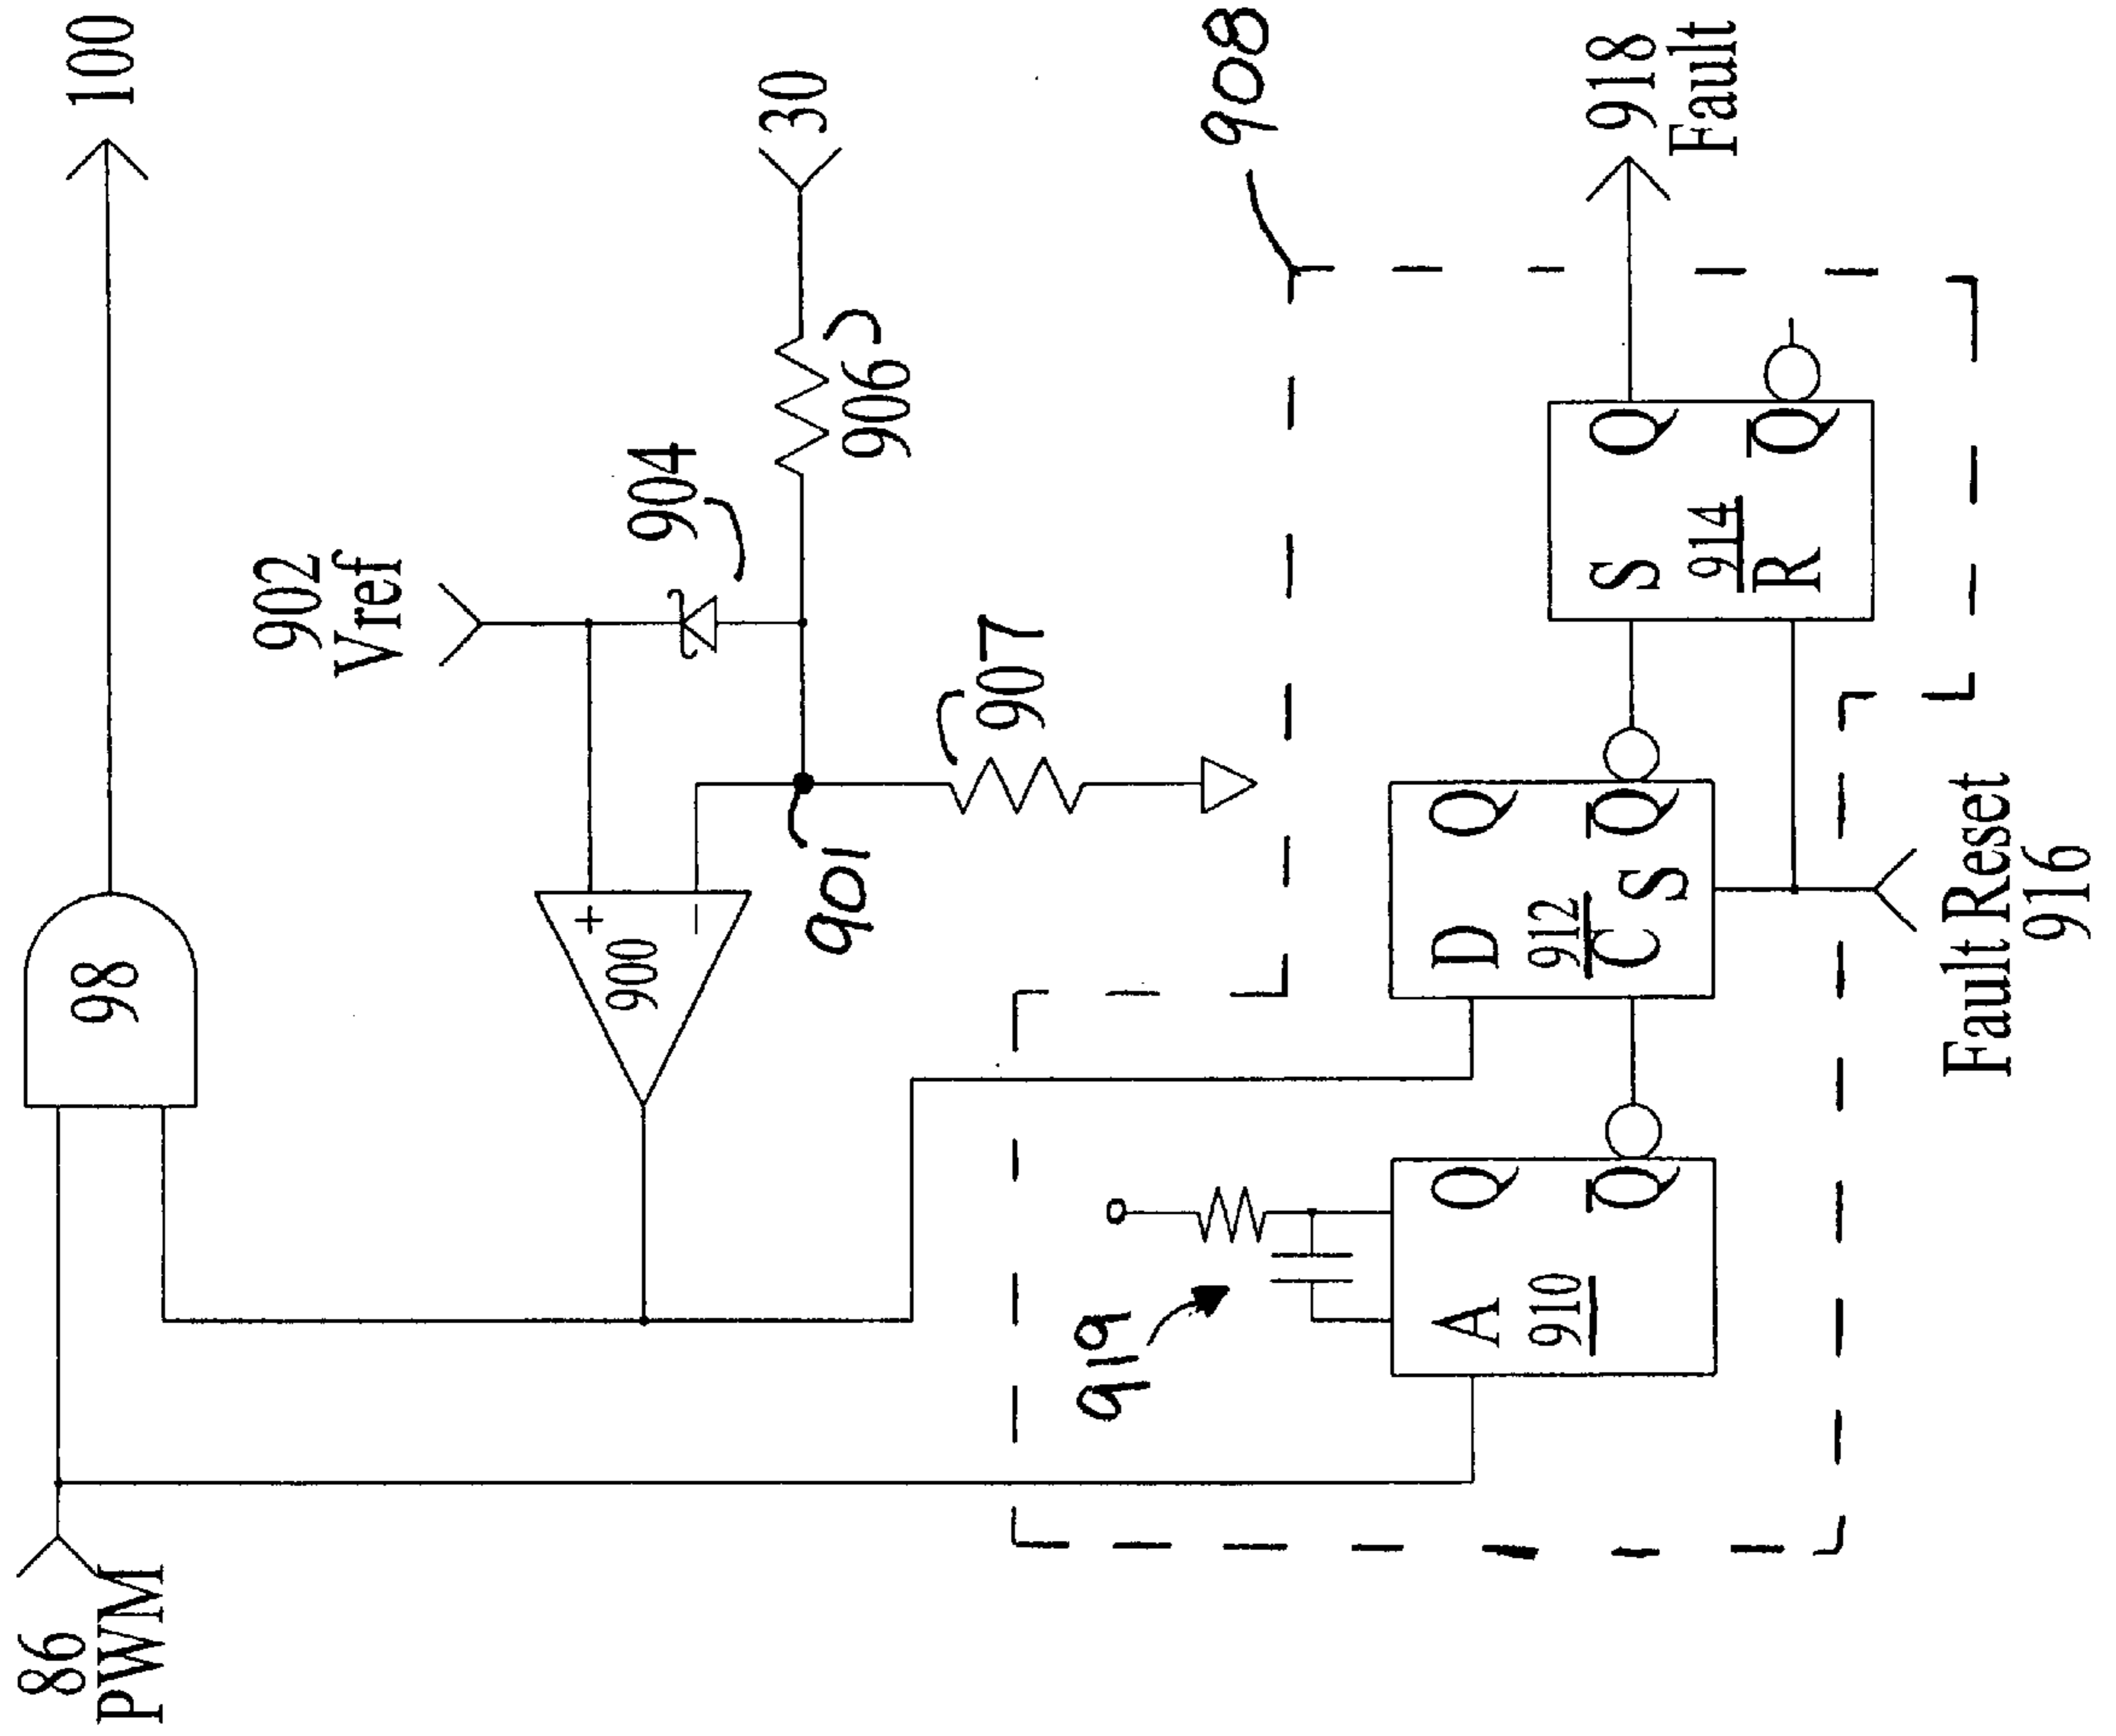 86
PWM
98
100
902
Vref
904
30
906
900
+
−
901
907
908
919
A
910
Q
Q̅
D
912
C
S
Q
Q̅
S
914
R
Q
Q̅
918
Fault
Fault Reset
916